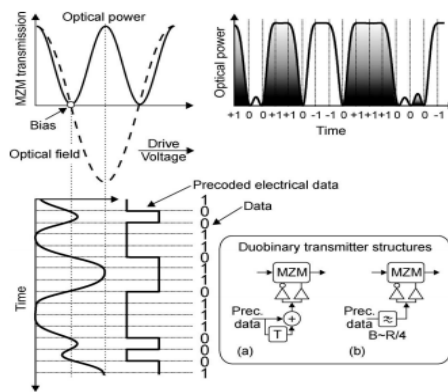 Optical power
MZM transmission
Bias
Drive
Voltage
Optical field
Optical power
+1 0 0 +1+1 0 -1 0 +1+1+1 0 0 0 -1
Time
Precoded electrical data
Data
1
0
0
1
1
0
1
0
1
1
1
0
0
0
1
Time
Duobinary transmitter structures
MZM
Prec.
data
+
T
(a)
MZM
Prec.
data
≈
B~R/4
(b)